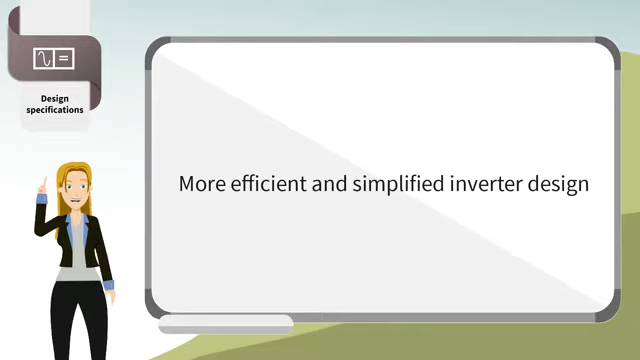 Design
specifications
More efficient and simplified inverter design